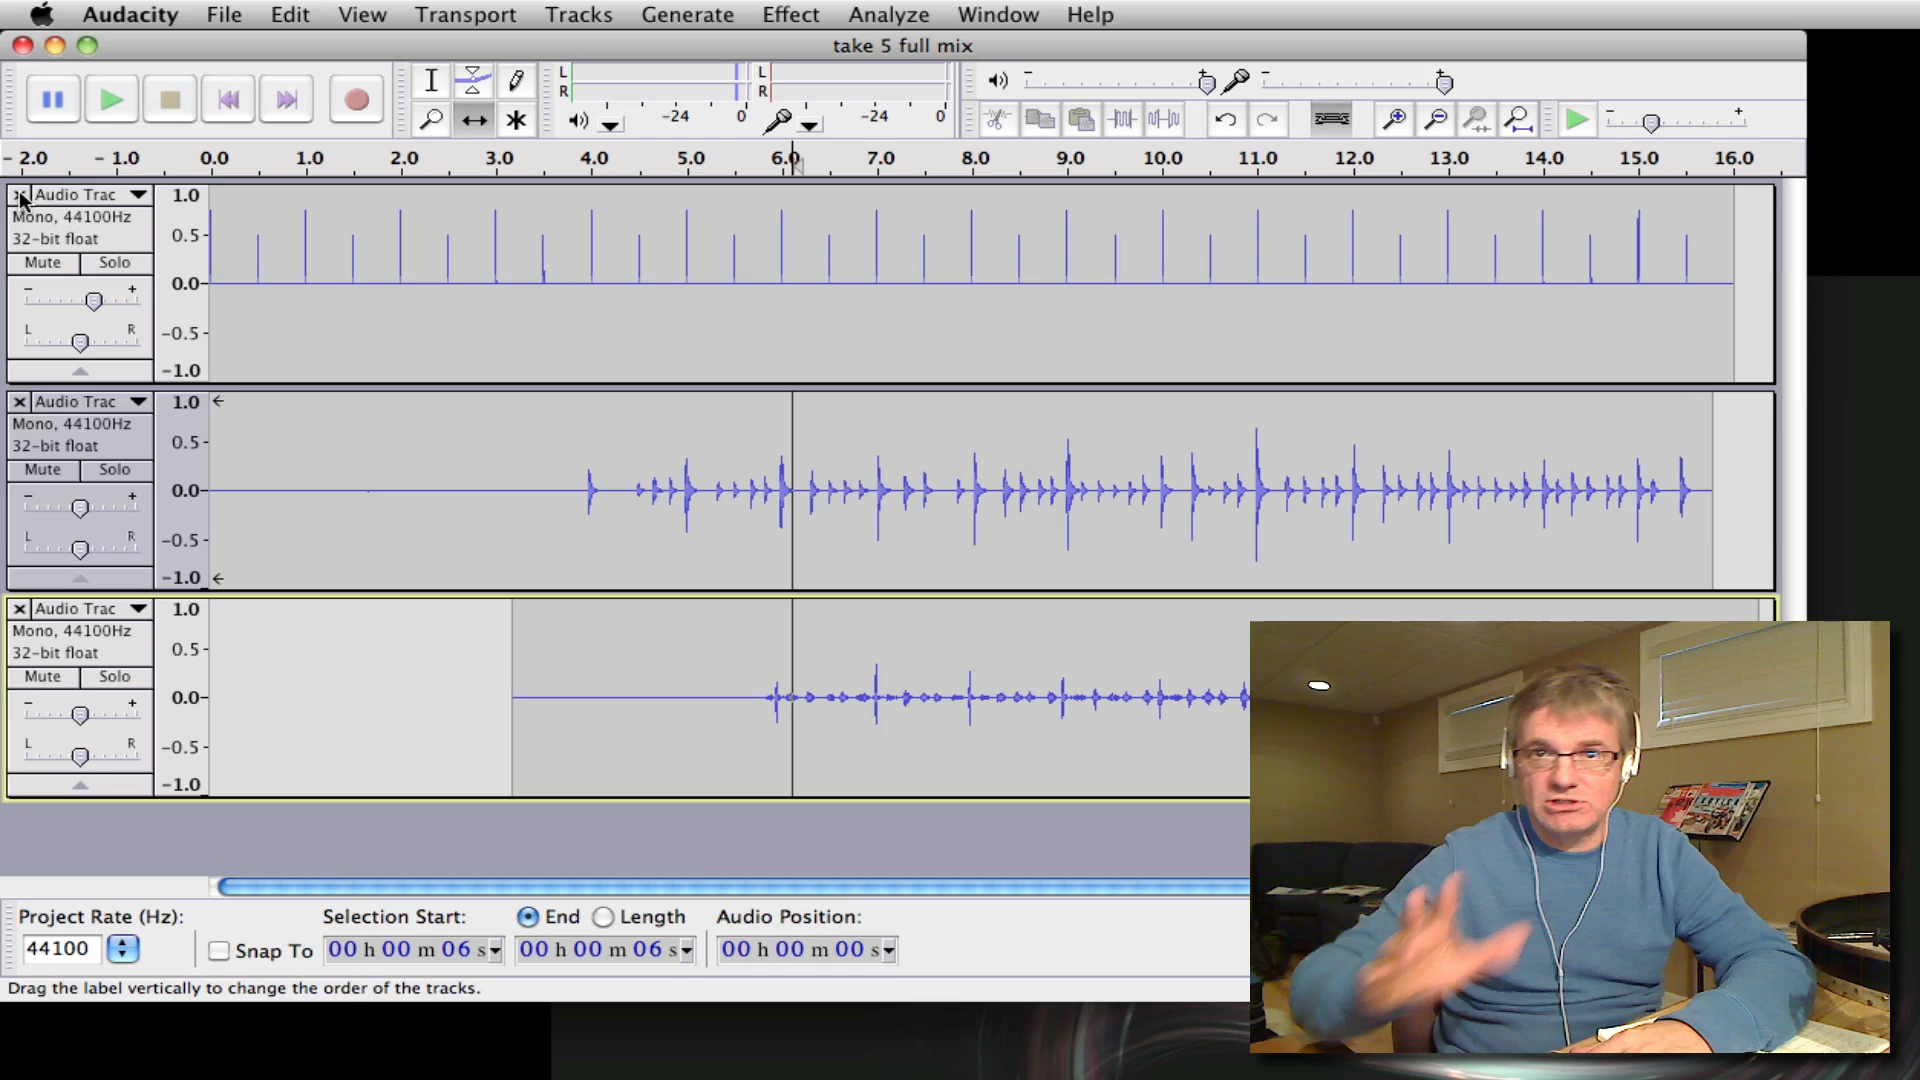 Audacity File Edit View Transport Tracks Generate Effect Analyze Window Help
take 5 full mix
L
R
-24 0
L
R
-24 0
- +
- +
- +
- 2.0 - 1.0 0.0 1.0 2.0 3.0 4.0 5.0 6.0 7.0 8.0 9.0 10.0 11.0 12.0 13.0 14.0 15.0 16.0
X Audio Trac
Mono, 44100Hz
32-bit float
Mute Solo
- +
L R
1.0
0.5
0.0
-0.5
-1.0
X Audio Trac
Mono, 44100Hz
32-bit float
Mute Solo
- +
L R
1.0
0.5
0.0
-0.5
-1.0
X Audio Trac
Mono, 44100Hz
32-bit float
Mute Solo
- +
L R
1.0
0.5
0.0
-0.5
-1.0
Project Rate (Hz): Selection Start: End Length Audio Position:
44100 Snap To 00 h 00 m 06 s 00 h 00 m 06 s 00 h 00 m 00 s
Drag the label vertically to change the order of the tracks.